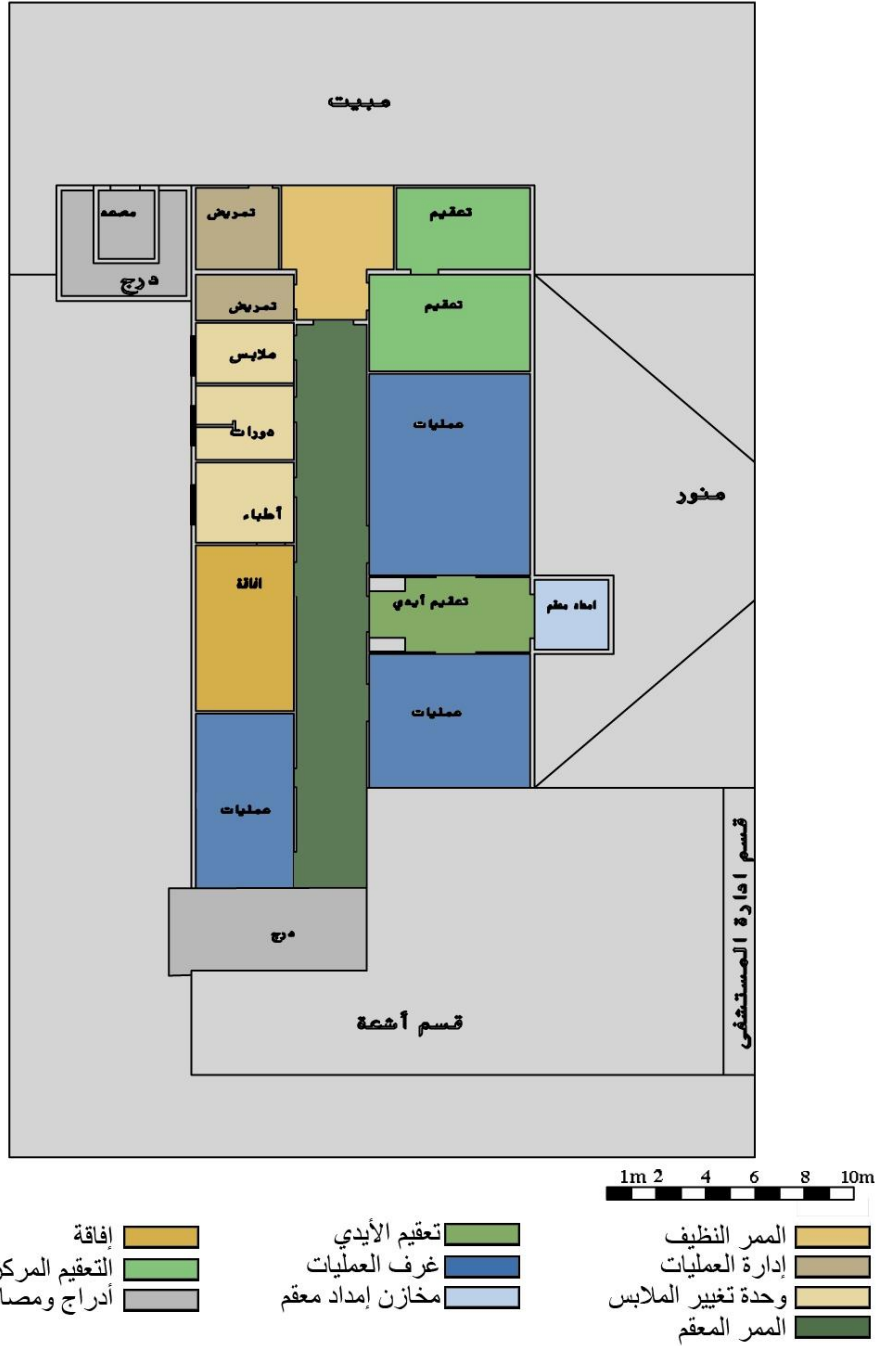 مبيت
مصعد
تمريض
تعقيم
درج
تمريض
تعقيم
ملابس
عمليات
دورات
منور
أطباء
افاقة
تعقيم أيدي
امداد معقم
عمليات
عمليات
قسم ادارة المستشفى
درج
قسم أشعة
1m 2 4 6 8 10m
الممر النظيف
إدارة العمليات
وحدة تغيير الملابس
الممر المعقم
تعقيم الأيدي
غرف العمليات
مخازن إمداد معقم
إفاقة
التعقيم المركز
أدراج ومصا